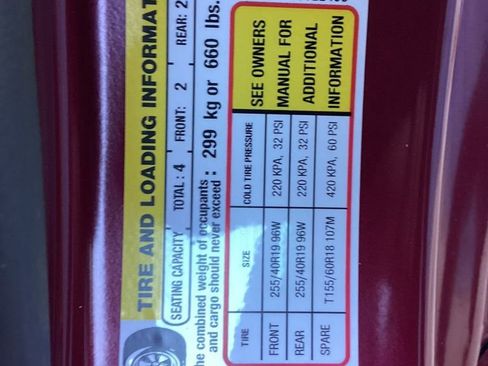 TIRE AND LOADING INFORMAT
SEATING CAPACITY TOTAL : 4 FRONT: 2 REAR: 2
he combined weight of occupants
and cargo should never exceed : 299 kg or 660 lbs.
TIRE SIZE COLD TIRE PRESSURE
FRONT 255/40R19 96W 220 KPA, 32 PSI
REAR 255/40R19 96W 220 KPA, 32 PSI
SPARE T155/60R18 107M 420 KPA, 60 PSI
SEE OWNERS
MANUAL FOR
ADDITIONAL
INFORMATION